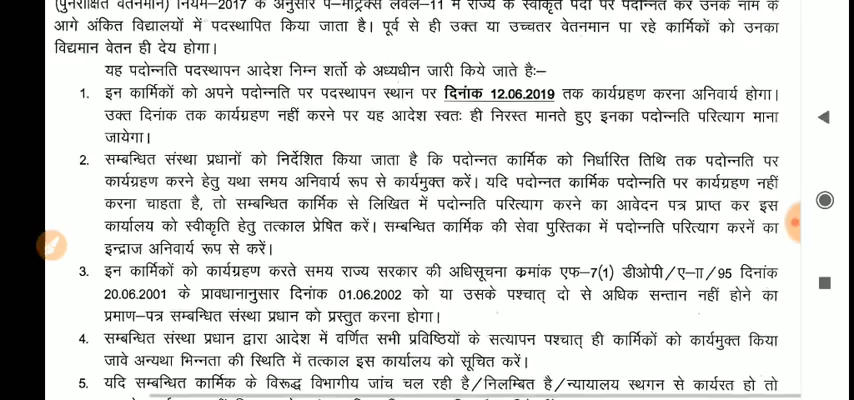 (पुनरीक्षित वेतनमान) नियम–2017 के अनुसार पे–मैट्रिक्स लेवल–11 में राज्य के स्वीकृत पदों पर पदोन्नत कर उनके नाम के
आगे अंकित विद्यालयों में पदस्थापित किया जाता है। पूर्व से ही उक्त या उच्चतर वेतनमान पा रहे कार्मिकों को उनका
विद्यमान वेतन ही देय होगा।
यह पदोन्नति पदस्थापन आदेश निम्न शर्तो के अध्यधीन जारी किये जाते है:–
1. इन कार्मिकों को अपने पदोन्नति पर पदस्थापन स्थान पर दिनांक 12.06.2019 तक कार्यग्रहण करना अनिवार्य होगा।
उक्त दिनांक तक कार्यग्रहण नहीं करने पर यह आदेश स्वतः ही निरस्त मानते हुए इनका पदोन्नति परित्याग माना
जायेगा।
2. सम्बन्धित संस्था प्रधानों को निर्देशित किया जाता है कि पदोन्नत कार्मिक को निर्धारित तिथि तक पदोन्नति पर
कार्यग्रहण करने हेतु यथा समय अनिवार्य रूप से कार्यमुक्त करें। यदि पदोन्नत कार्मिक पदोन्नति पर कार्यग्रहण नहीं
करना चाहता है, तो सम्बन्धित कार्मिक से लिखित में पदोन्नति परित्याग करने का आवेदन पत्र प्राप्त कर इस
कार्यालय को स्वीकृति हेतु तत्काल प्रेषित करें। सम्बन्धित कार्मिक की सेवा पुस्तिका में पदोन्नति परित्याग करनें का
इन्द्राज अनिवार्य रूप से करें।
3. इन कार्मिकों को कार्यग्रहण करते समय राज्य सरकार की अधिसूचना क्रमांक एफ–7(1) डीओपी/ए–II/95 दिनांक
20.06.2001 के प्रावधानानुसार दिनांक 01.06.2002 को या उसके पश्चात् दो से अधिक सन्तान नहीं होने का
प्रमाण–पत्र सम्बन्धित संस्था प्रधान को प्रस्तुत करना होगा।
4. सम्बन्धित संस्था प्रधान द्वारा आदेश में वर्णित सभी प्रविष्ठियों के सत्यापन पश्चात् ही कार्मिकों को कार्यमुक्त किया
जावे अन्यथा भिन्नता की स्थिति में तत्काल इस कार्यालय को सूचित करें।
5. यदि सम्बन्धित कार्मिक के विरूद्ध विभागीय जांच चल रही है/निलम्बित है/न्यायालय स्थगन से कार्यरत हो तो